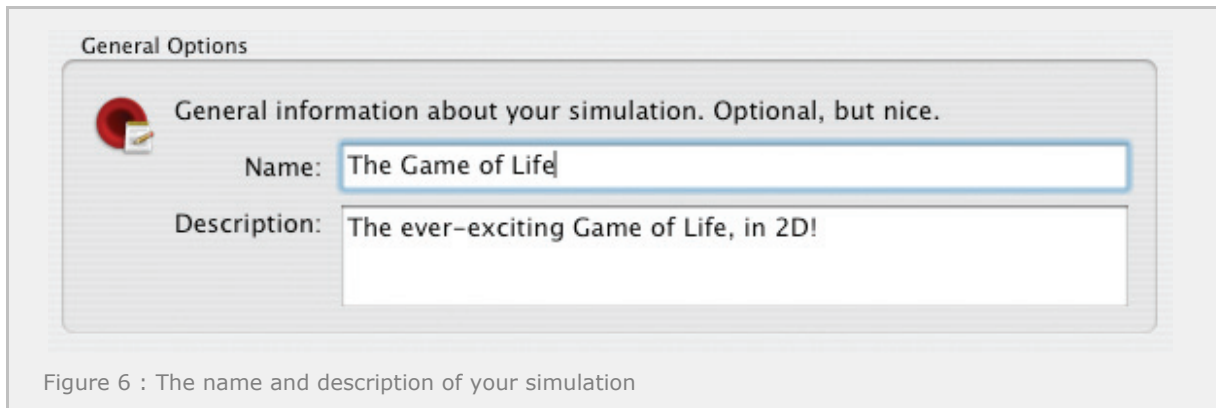 General Options
General information about your simulation. Optional, but nice.
Name: The Game of Life
Description: The ever-exciting Game of Life, in 2D!
Figure 6 : The name and description of your simulation